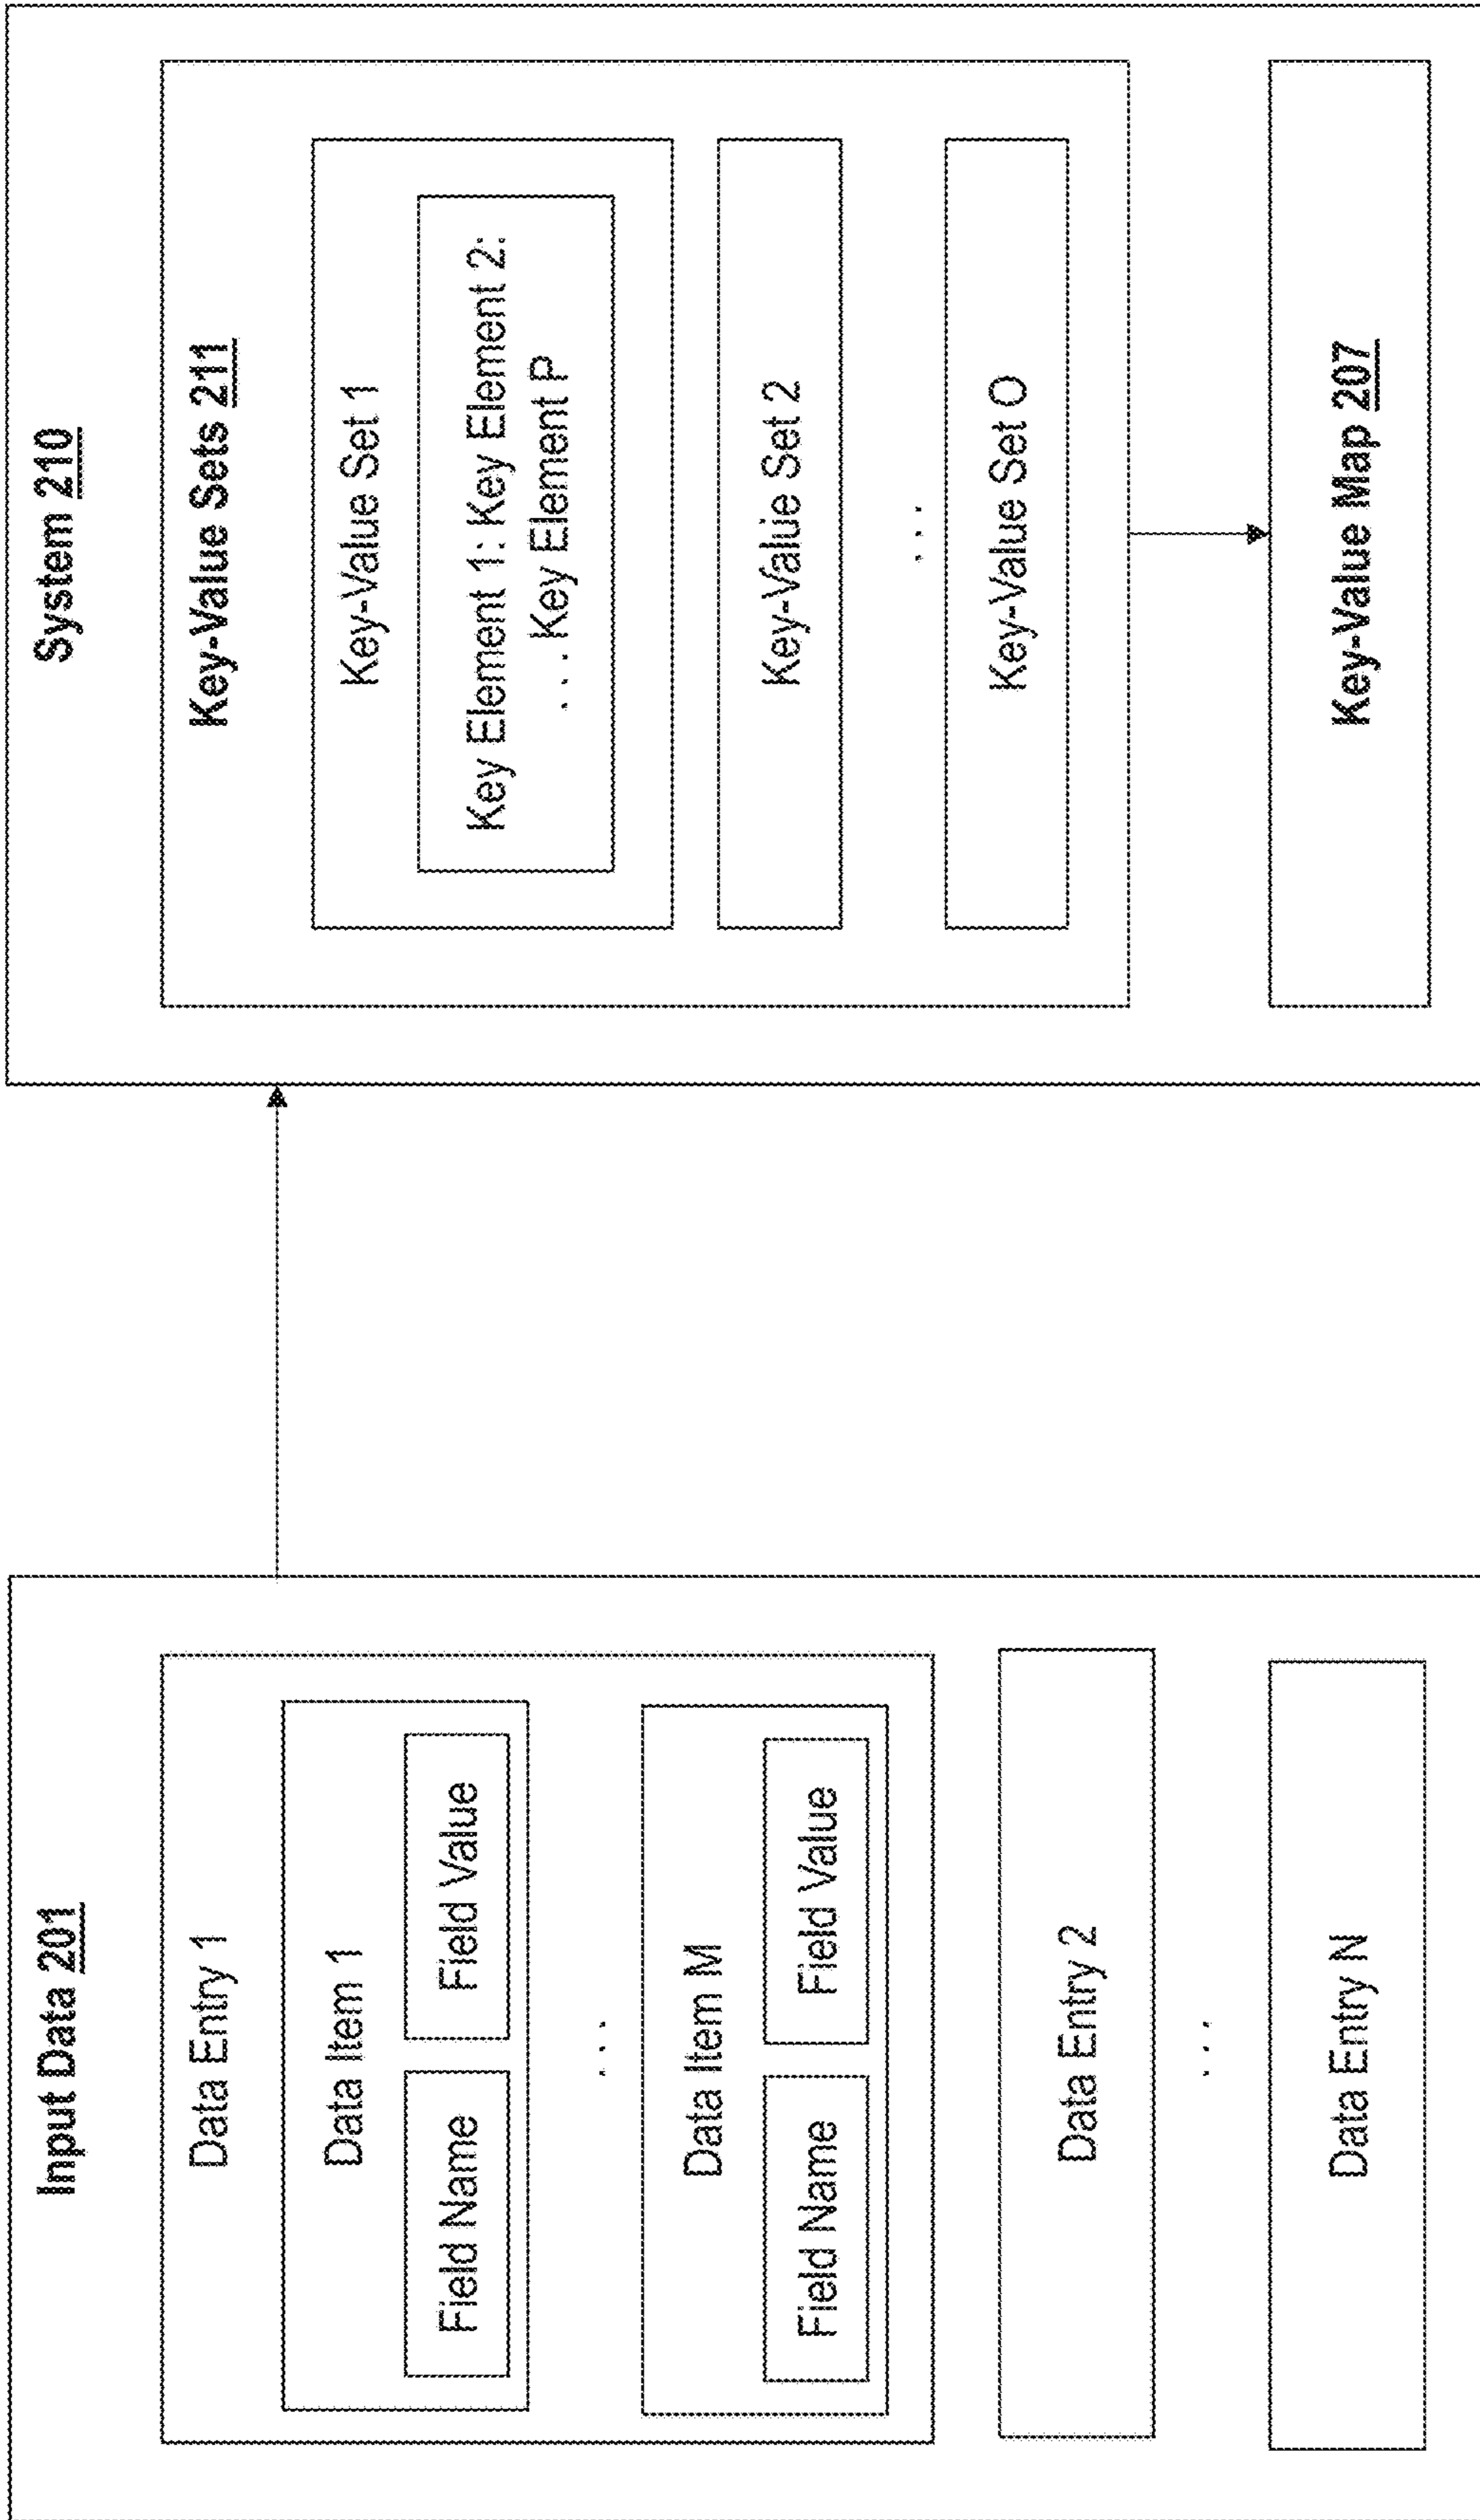 Input Data 201
Data Entry 1
Data Item 1
Field Name
Field Value
...
Data Item M
Field Name
Field Value
Data Entry 2
...
Data Entry N
System 210
Key-Value Sets 211
Key-Value Set 1
Key Element 1: Key Element 2:
... Key Element P
Key-Value Set 2
...
Key-Value Set O
Key-Value Map 207